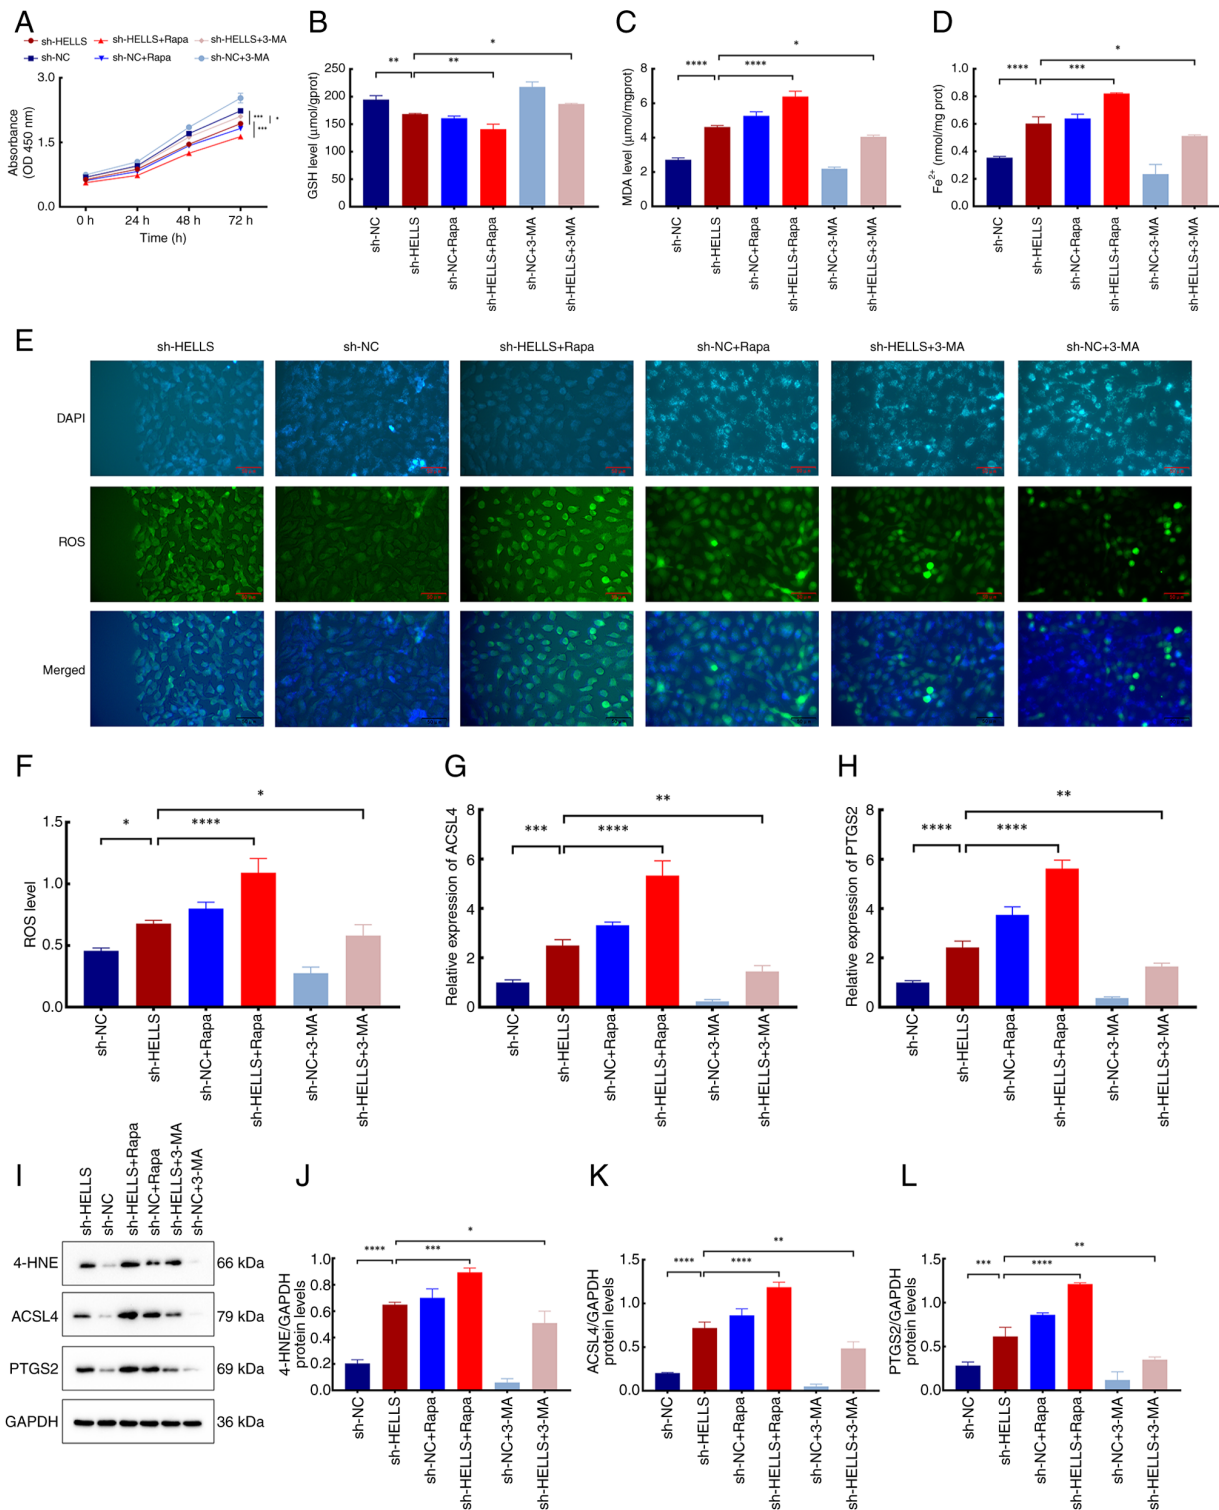 A
sh-HELLS sh-HELLS+Rapa sh-HELLS+3-MA
sh-NC sh-NC+Rapa sh-NC+3-MA
3.0
1.5
0.0
Absorbance
(OD 450 nm)
0 h 24 h 48 h 72 h
Time (h)
*** *
***
B
* 
** **
250
200
150
100
50
0
GSH level (μmol/gprot)
sh-NC
sh-HELLS
sh-NC+Rapa
sh-HELLS+Rapa
sh-NC+3-MA
sh-HELLS+3-MA
C
*
**** ****
8
6
4
2
0
MDA level (μmol/mgprot)
sh-NC
sh-HELLS
sh-NC+Rapa
sh-HELLS+Rapa
sh-NC+3-MA
sh-HELLS+3-MA
D
*
**** ***
1.0
0.8
0.6
0.4
0.2
0.0
Fe2+ (nmol/mg prot)
sh-NC
sh-HELLS
sh-NC+Rapa
sh-HELLS+Rapa
sh-NC+3-MA
sh-HELLS+3-MA
E
sh-HELLS sh-NC sh-HELLS+Rapa sh-NC+Rapa sh-HELLS+3-MA sh-NC+3-MA
DAPI
ROS
Merged
F
*
* ****
1.5
1.0
0.5
0.0
ROS level
sh-NC
sh-HELLS
sh-NC+Rapa
sh-HELLS+Rapa
sh-NC+3-MA
sh-HELLS+3-MA
G
**
*** ****
8
6
4
2
0
Relative expression of ACSL4
sh-NC
sh-HELLS
sh-NC+Rapa
sh-HELLS+Rapa
sh-NC+3-MA
sh-HELLS+3-MA
H
**
**** ****
8
6
4
2
0
Relative expression of PTGS2
sh-NC
sh-HELLS
sh-NC+Rapa
sh-HELLS+Rapa
sh-NC+3-MA
sh-HELLS+3-MA
I
sh-HELLS
sh-NC
sh-HELLS+Rapa
sh-NC+Rapa
sh-HELLS+3-MA
sh-NC+3-MA
4-HNE 66 kDa
ACSL4 79 kDa
PTGS2 69 kDa
GAPDH 36 kDa
J
*
**** ***
1.0
0.8
0.6
0.4
0.2
0.0
4-HNE/GAPDH
protein levels
sh-NC
sh-HELLS
sh-NC+Rapa
sh-HELLS+Rapa
sh-NC+3-MA
sh-HELLS+3-MA
K
**
**** ****
1.5
1.0
0.5
0.0
ACSL4/GAPDH
protein levels
sh-NC
sh-HELLS
sh-NC+Rapa
sh-HELLS+Rapa
sh-NC+3-MA
sh-HELLS+3-MA
L
**
*** ****
1.5
1.0
0.5
0.0
PTGS2/GAPDH
protein levels
sh-NC
sh-HELLS
sh-NC+Rapa
sh-HELLS+Rapa
sh-NC+3-MA
sh-HELLS+3-MA